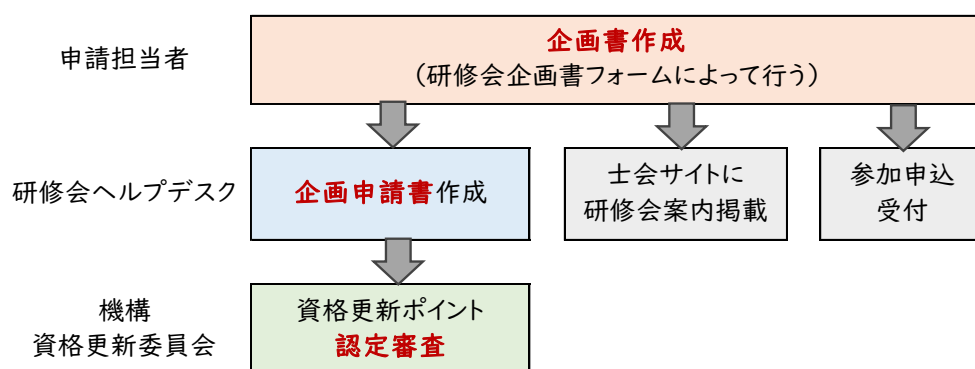 申請担当者
企画書作成
（研修会企画書フォームによって行う）
研修会ヘルプデスク
企画申請書作成
士会サイトに
研修会案内掲載
参加申込
受付
機構
資格更新委員会
資格更新ポイント
認定審査